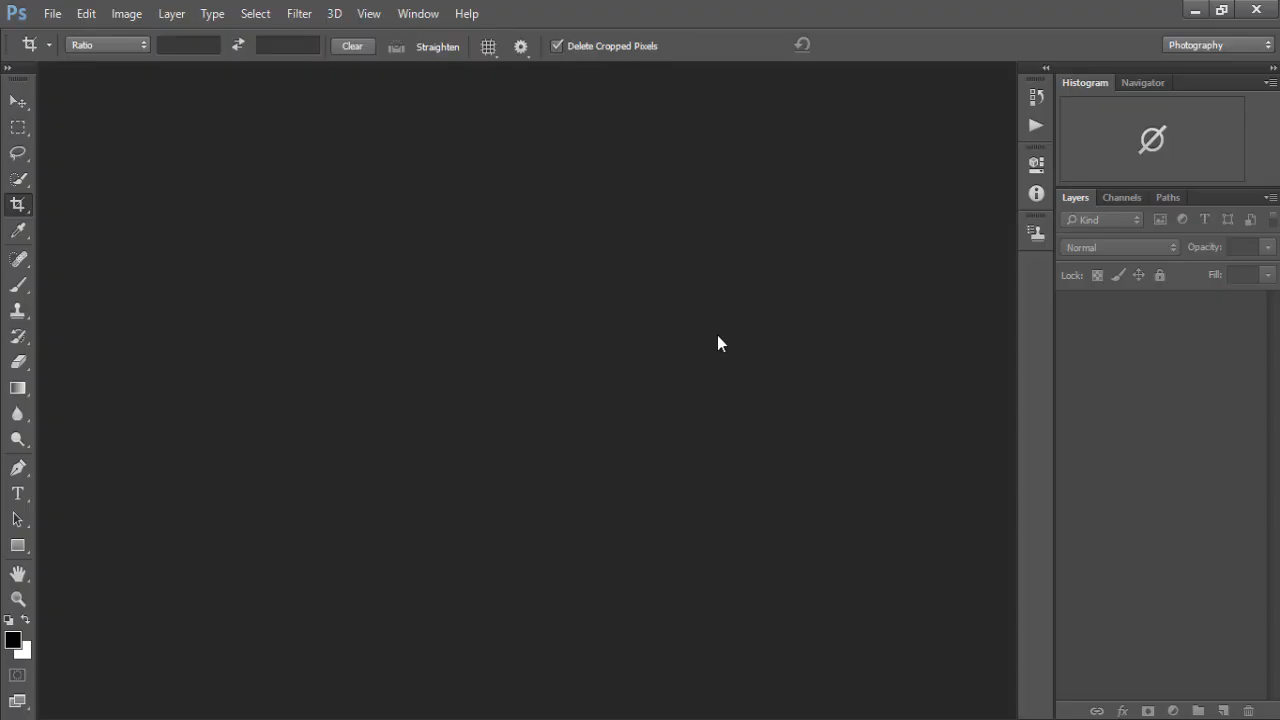 Ps File Edit Image Layer Type Select Filter 3D View Window Help
Ratio Clear Straighten Delete Cropped Pixels Photography
Histogram Navigator
Layers Channels Paths
Kind T
Normal Opacity:
Lock: Fill:
T
fx